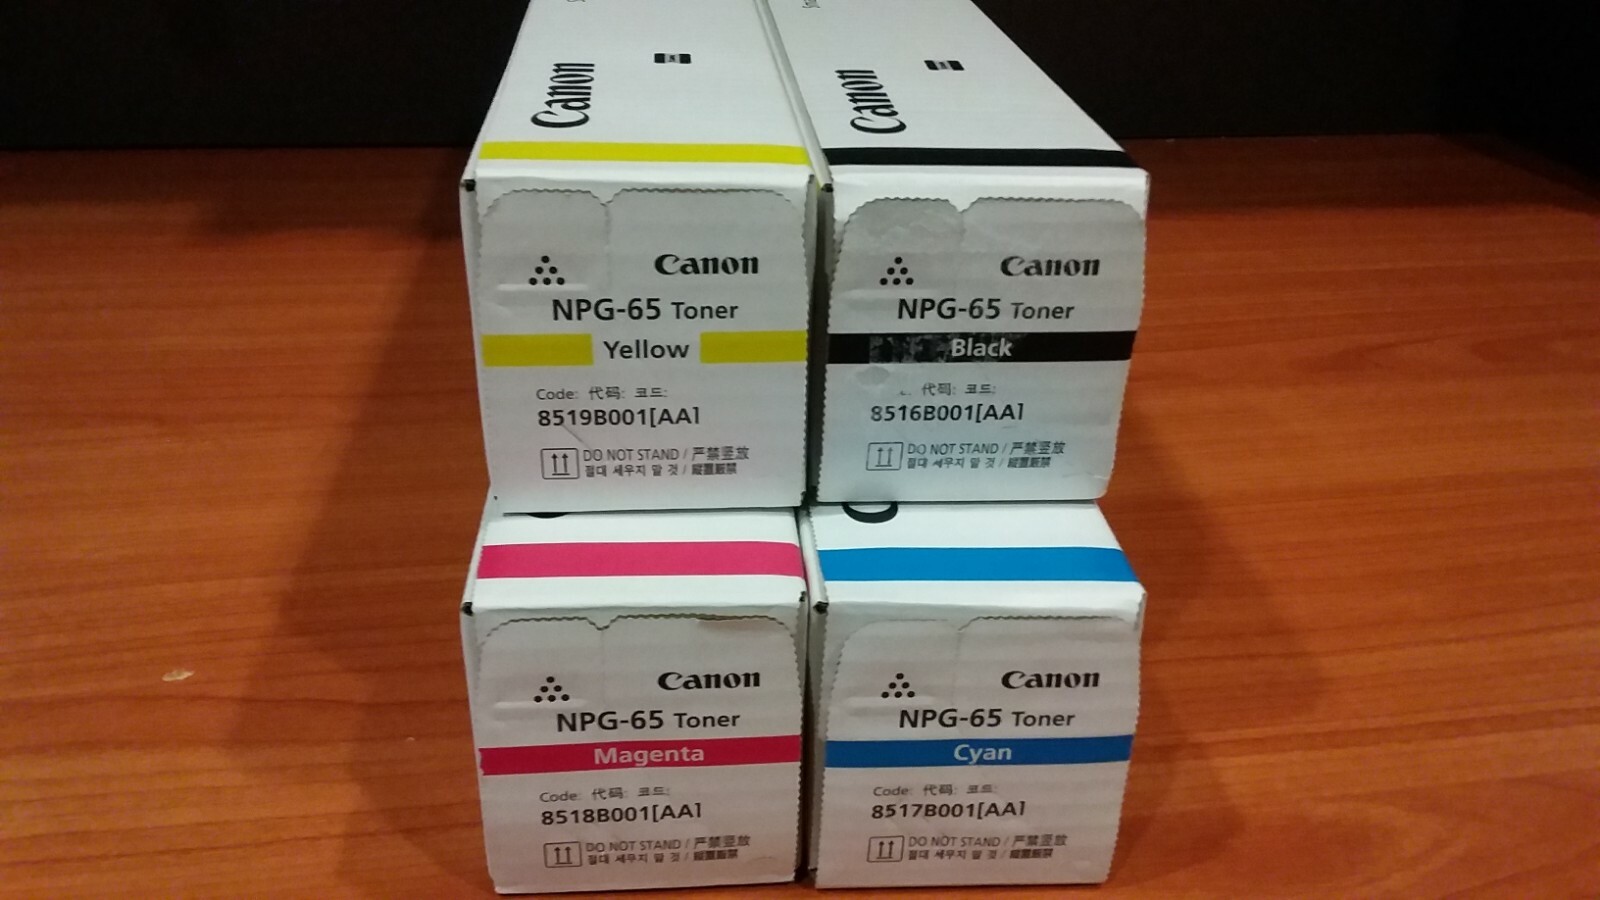 Canon
Canon
Canon
NPG-65 Toner
Yellow
Code: 代码: 코드:
8519B001[AA]
DO NOT STAND / 严禁竖放
절대 세우지 말 것 / 縦置厳禁
Canon
NPG-65 Toner
Black
代码: 코드:
8516B001[AA]
DO NOT STAND / 严禁竖放
절대 세우지 말 것 / 縦置厳禁
Canon
NPG-65 Toner
Magenta
Code: 代码: 코드:
8518B001[AA]
DO NOT STAND / 严禁竖放
절대 세우지 말 것 / 縦置厳禁
Canon
NPG-65 Toner
Cyan
Code: 代码: 코드:
8517B001[AA]
DO NOT STAND / 严禁竖放
절대 세우지 말 것 / 縦置厳禁